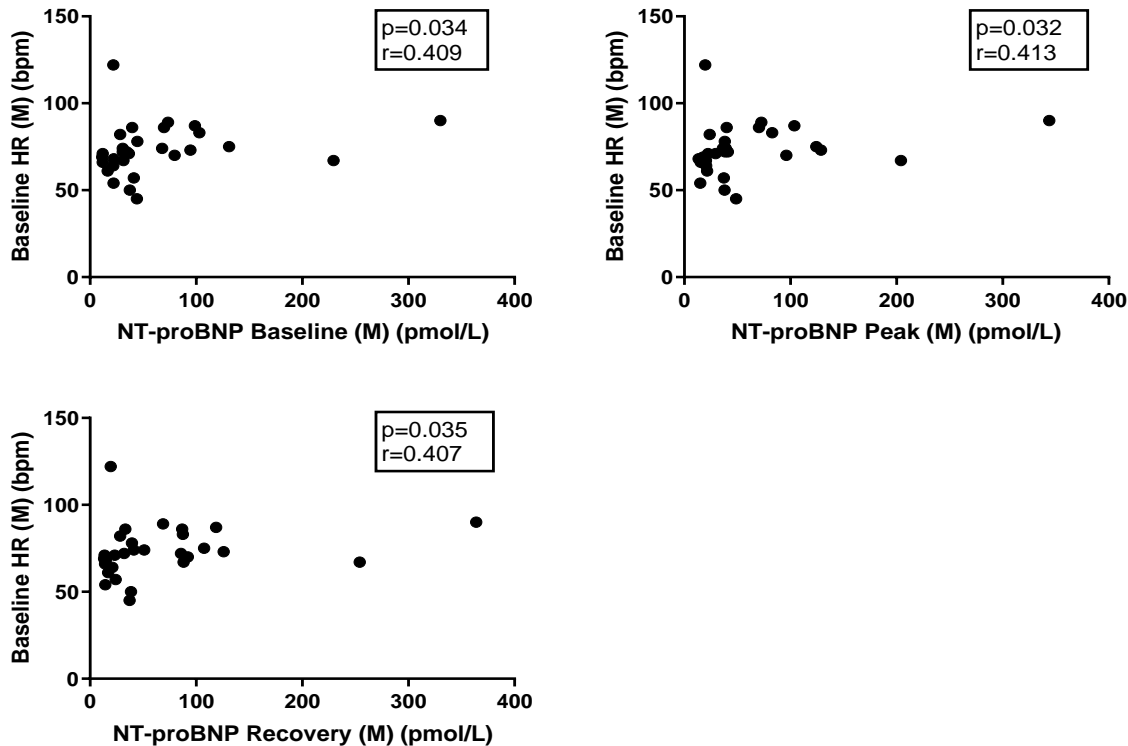 p=0.034
r=0.409
150
100
50
0
Baseline HR (M) (bpm)
0 100 200 300 400
NT-proBNP Baseline (M) (pmol/L)
p=0.032
r=0.413
150
100
50
0
Baseline HR (M) (bpm)
0 100 200 300 400
NT-proBNP Peak (M) (pmol/L)
p=0.035
r=0.407
150
100
50
0
Baseline HR (M) (bpm)
0 100 200 300 400
NT-proBNP Recovery (M) (pmol/L)